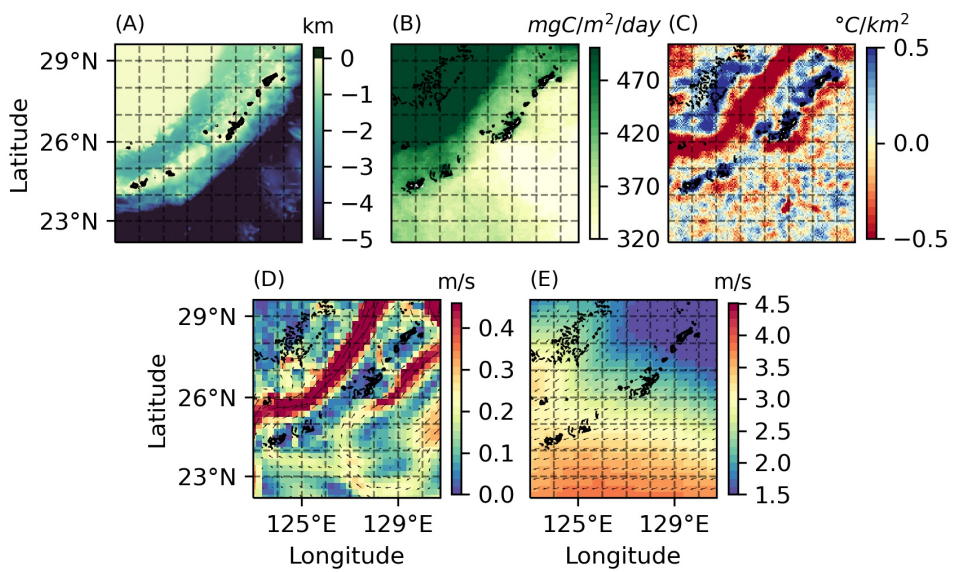 (A) km
(B) mgC/m²/day
(C) °C/km²
29°N
26°N
23°N
Latitude
0
−1
−2
−3
−4
−5
470
420
370
320
0.5
0.0
−0.5
(D) m/s
(E) m/s
29°N
26°N
23°N
Latitude
0.4
0.3
0.2
0.1
0.0
4.5
4.0
3.5
3.0
2.5
2.0
1.5
125°E 129°E
125°E 129°E
Longitude
Longitude